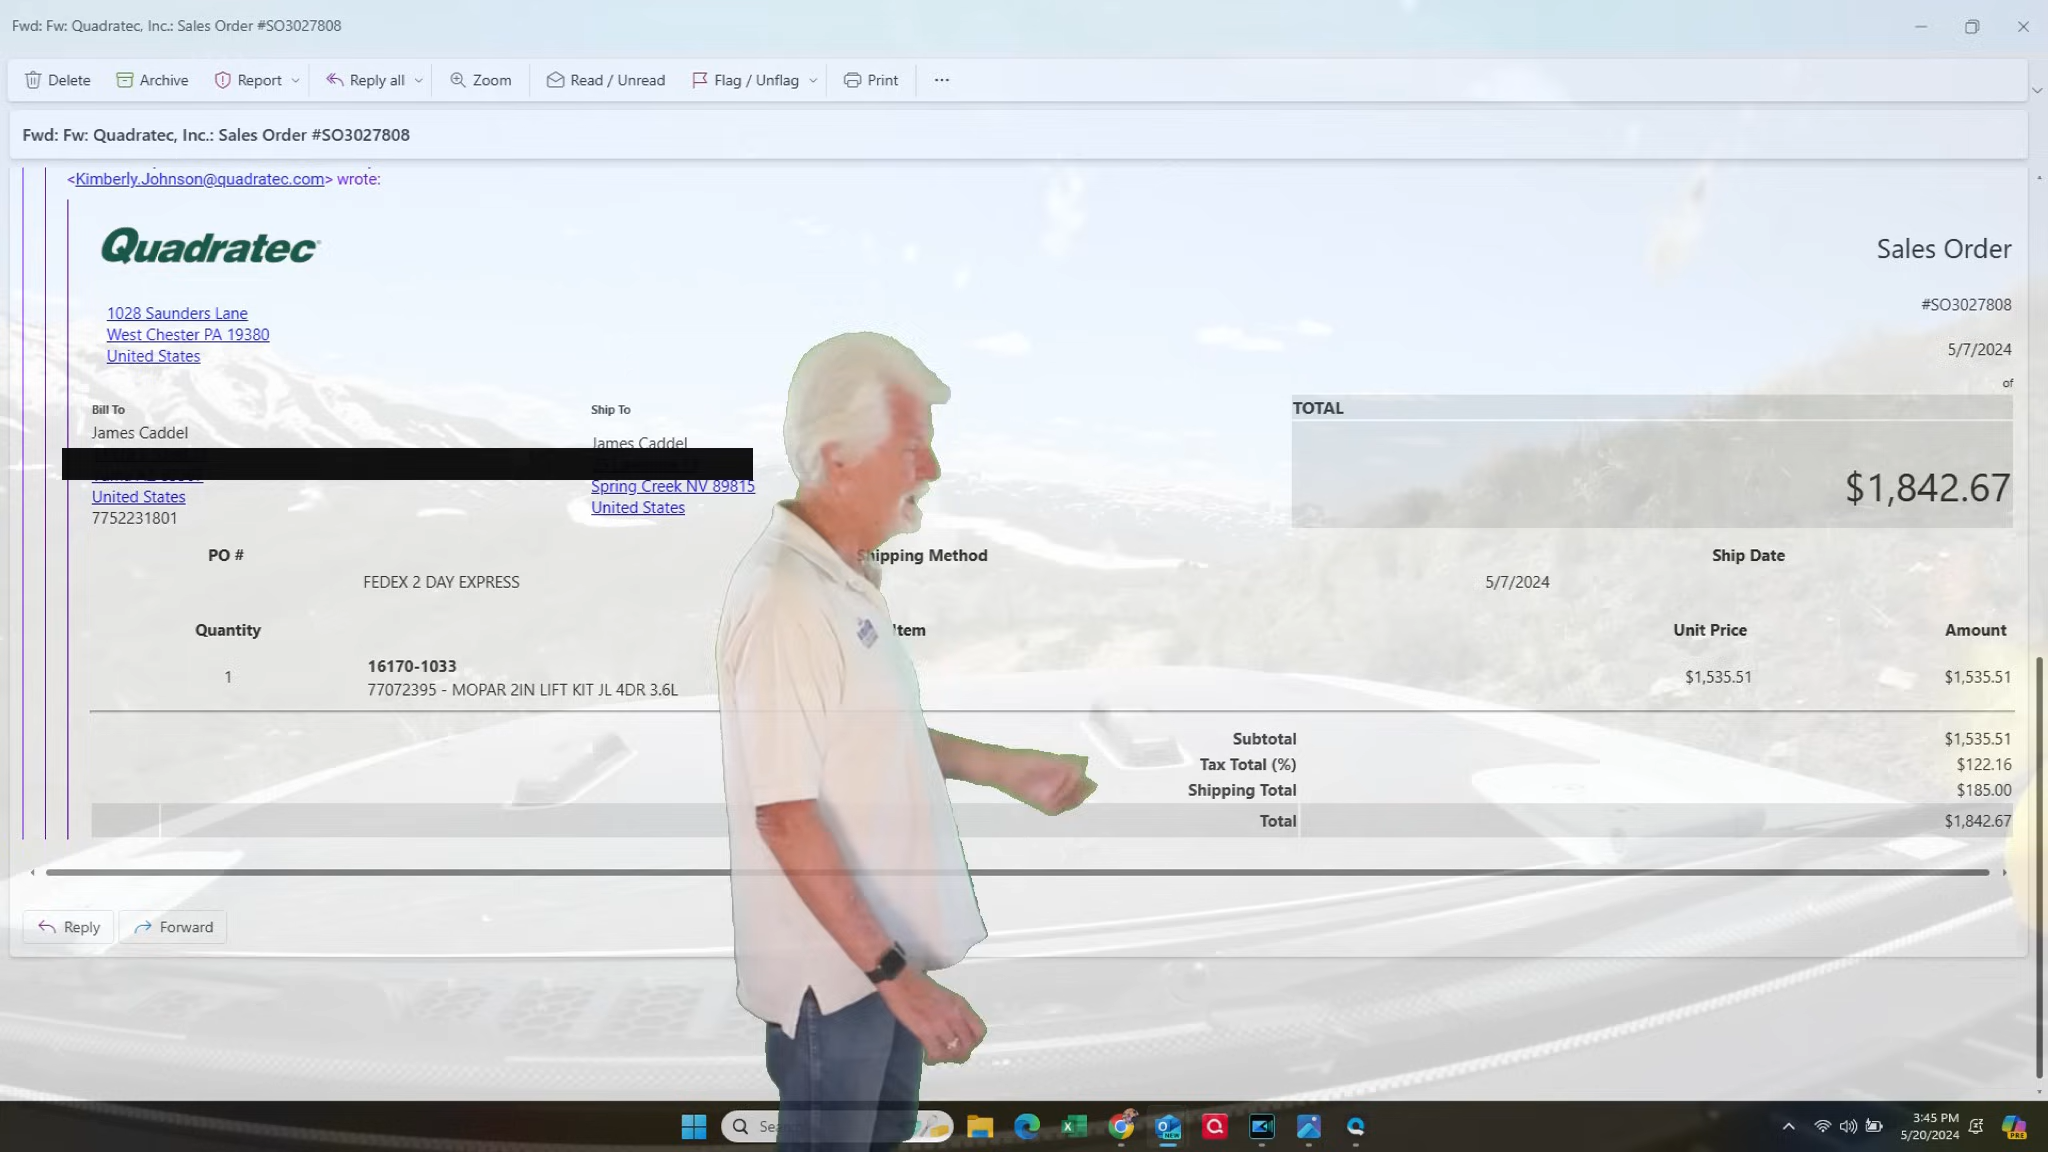 Fwd: Fw: Quadratec, Inc.: Sales Order #SO3027808
Delete Archive Report Reply all Zoom Read / Unread Flag / Unflag Print ...
Fwd: Fw: Quadratec, Inc.: Sales Order #SO3027808
<Kimberly.Johnson@quadratec.com> wrote:
Quadratec
Sales Order
#SO3027808
5/7/2024
of
1028 Saunders Lane
West Chester PA 19380
United States
Bill To
James Caddel
United States
7752231801
Ship To
James Caddel
Spring Creek NV 89815
United States
TOTAL
$1,842.67
PO # Shipping Method Ship Date
FEDEX 2 DAY EXPRESS 5/7/2024
Quantity Item Unit Price Amount
1 16170-1033 $1,535.51 $1,535.51
77072395 - MOPAR 2IN LIFT KIT JL 4DR 3.6L
Subtotal $1,535.51
Tax Total (%) $122.16
Shipping Total $185.00
Total $1,842.67
Reply Forward
3:45 PM
5/20/2024